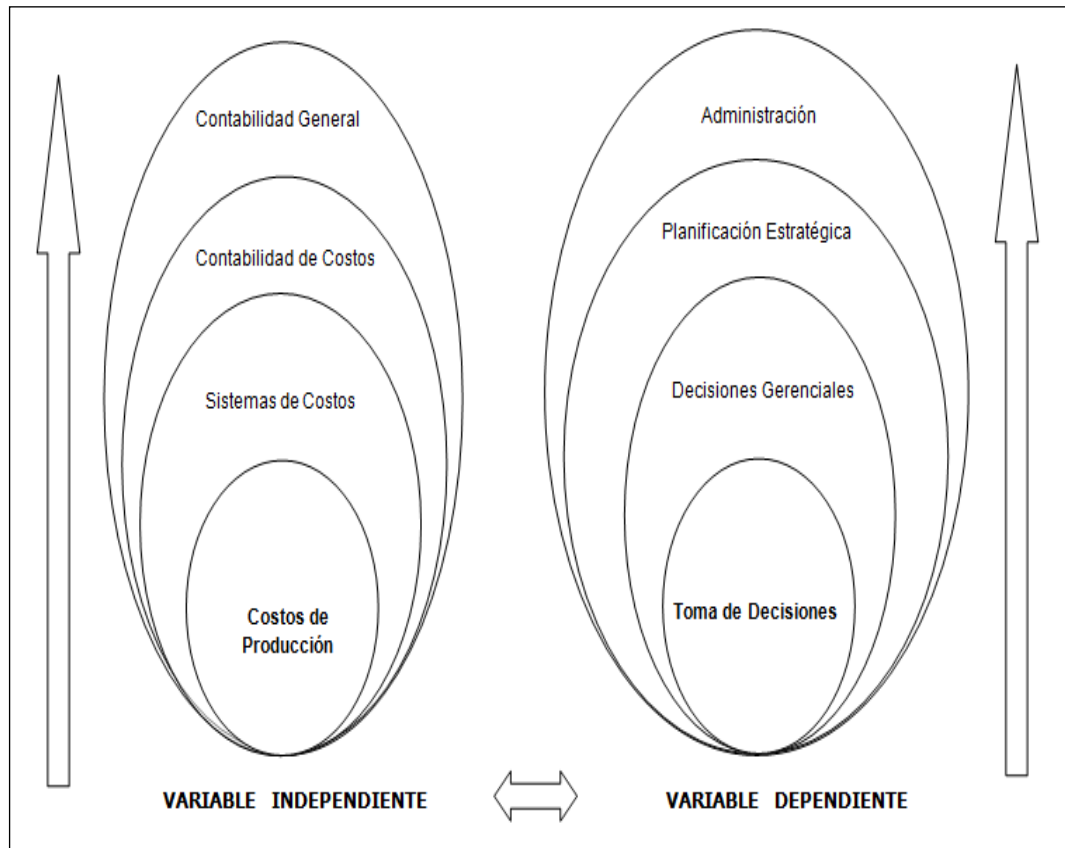 Contabilidad General
Contabilidad de Costos
Sistemas de Costos
Costos de
Producción
VARIABLE INDEPENDIENTE
Administración
Planificación Estratégica
Decisiones Gerenciales
Toma de Decisiones
VARIABLE DEPENDIENTE